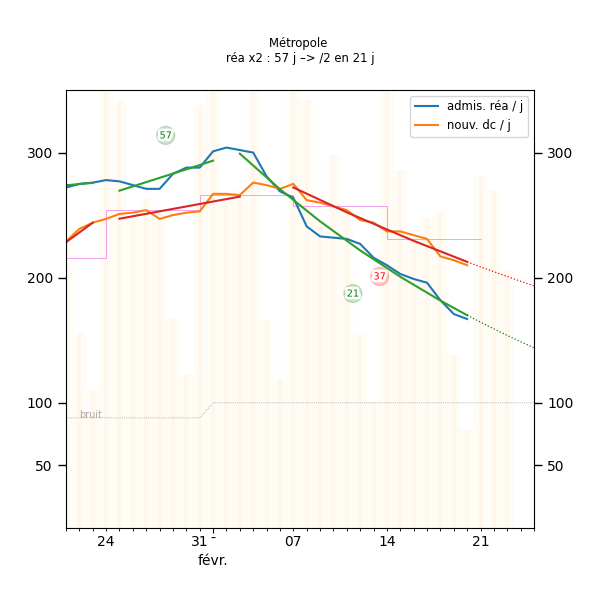 Métropole
réa x2 : 57 j –> /2 en 21 j
admis. réa / j
nouv. dc / j
57
37
21
bruit
300
200
100
50
300
200
100
50
24
31
-
07
14
21
févr.